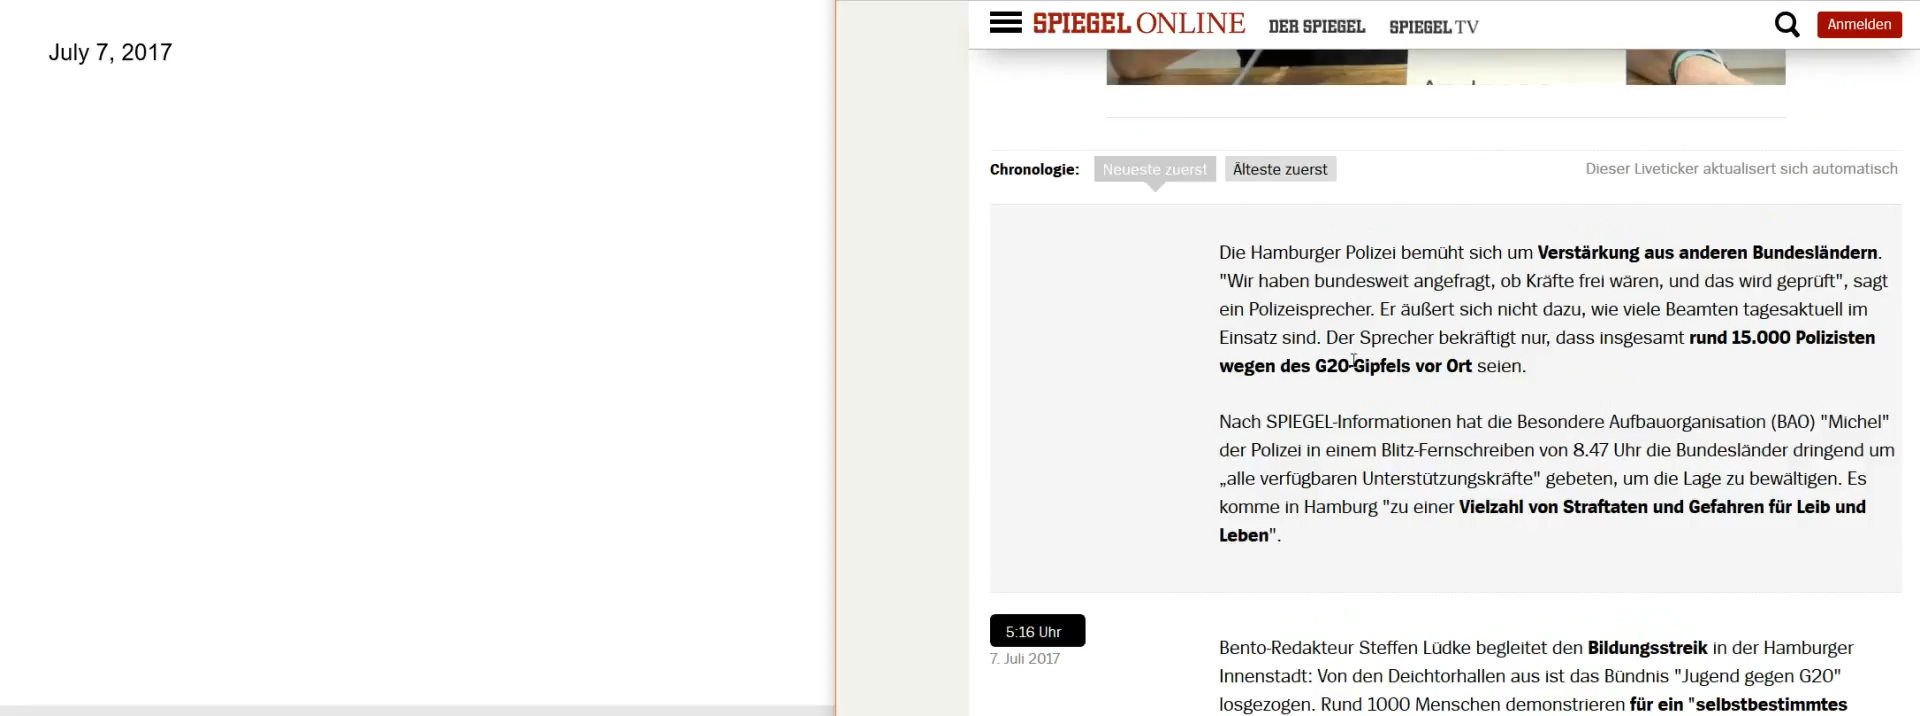 July 7, 2017
SPIEGEL ONLINE DER SPIEGEL SPIEGEL TV Anmelden
Chronologie: Neueste zuerst Älteste zuerst Dieser Liveticker aktualisert sich automatisch
Die Hamburger Polizei bemüht sich um Verstärkung aus anderen Bundesländern.
"Wir haben bundesweit angefragt, ob Kräfte frei wären, und das wird geprüft", sagt
ein Polizeisprecher. Er äußert sich nicht dazu, wie viele Beamten tagesaktuell im
Einsatz sind. Der Sprecher bekräftigt nur, dass insgesamt rund 15.000 Polizisten
wegen des G20-Gipfels vor Ort seien.
Nach SPIEGEL-Informationen hat die Besondere Aufbauorganisation (BAO) "Michel"
der Polizei in einem Blitz-Fernschreiben von 8.47 Uhr die Bundesländer dringend um
„alle verfügbaren Unterstützungskräfte" gebeten, um die Lage zu bewältigen. Es
komme in Hamburg "zu einer Vielzahl von Straftaten und Gefahren für Leib und
Leben".
5:16 Uhr
7. Juli 2017
Bento-Redakteur Steffen Lüdke begleitet den Bildungsstreik in der Hamburger
Innenstadt: Von den Deichtorhallen aus ist das Bündnis "Jugend gegen G20"
losgezogen. Rund 1000 Menschen demonstrieren für ein "selbstbestimmtes